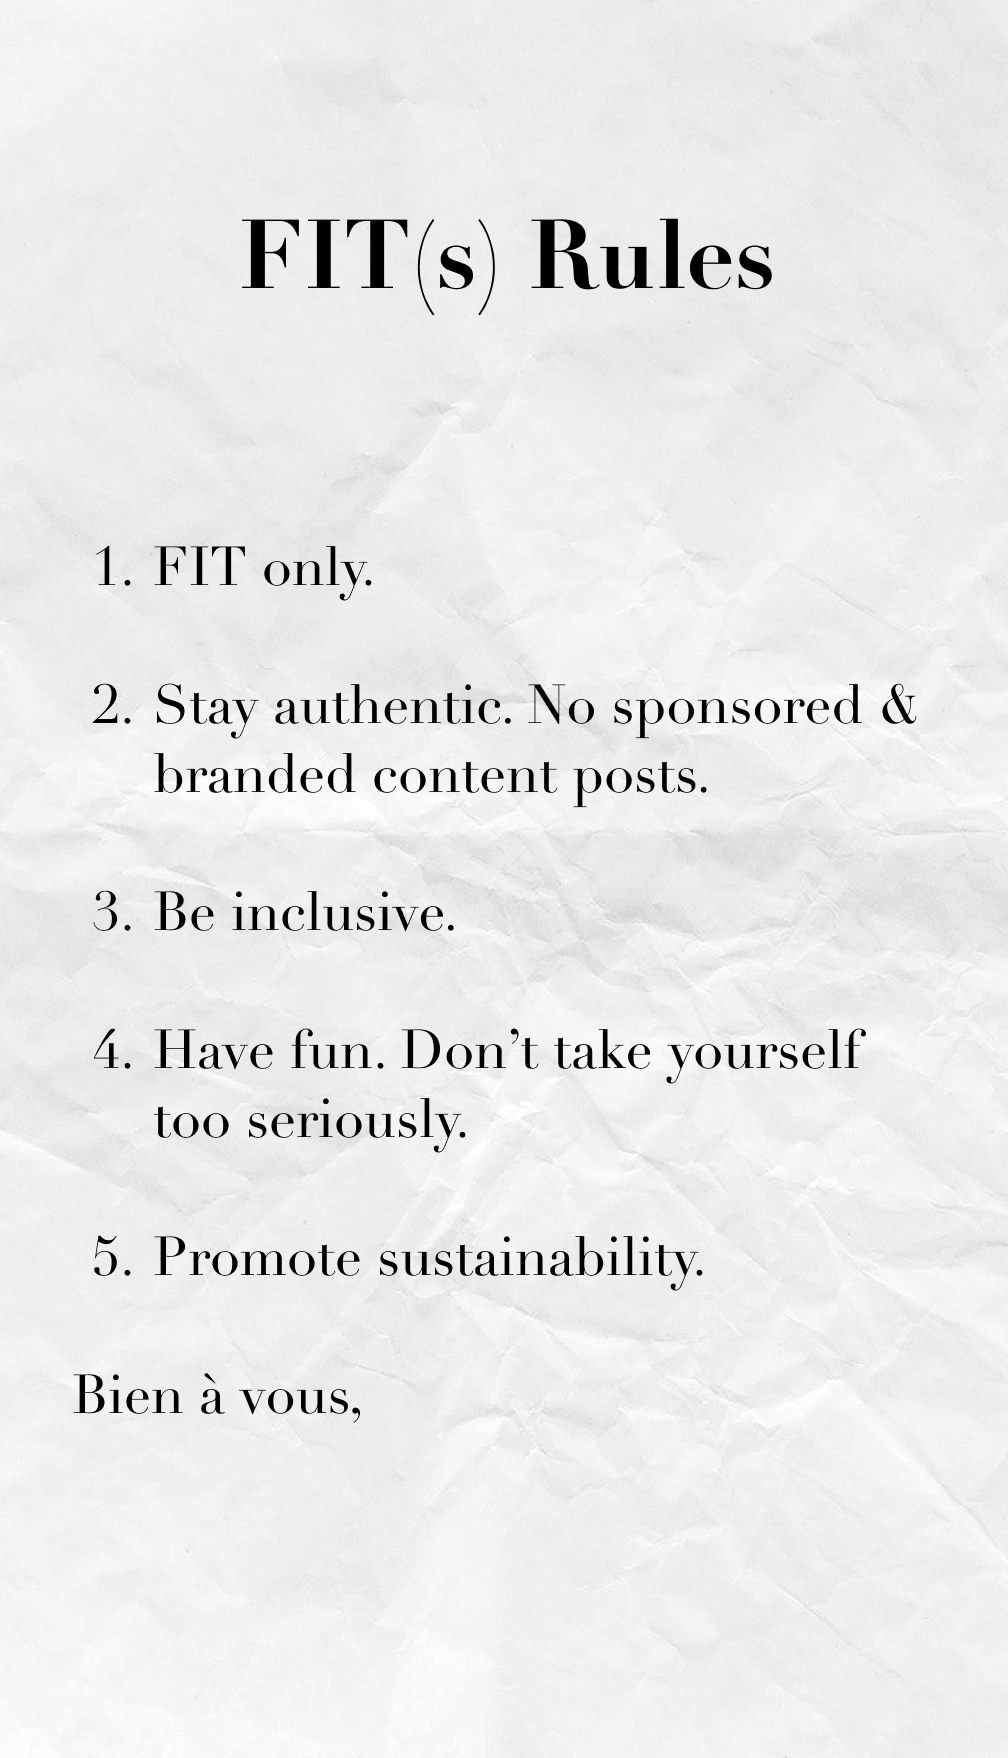 FIT(s) Rules
1. FIT only.
2. Stay authentic. No sponsored &
branded content posts.
3. Be inclusive.
4. Have fun. Don’t take yourself
too seriously.
5. Promote sustainability.
Bien à vous,